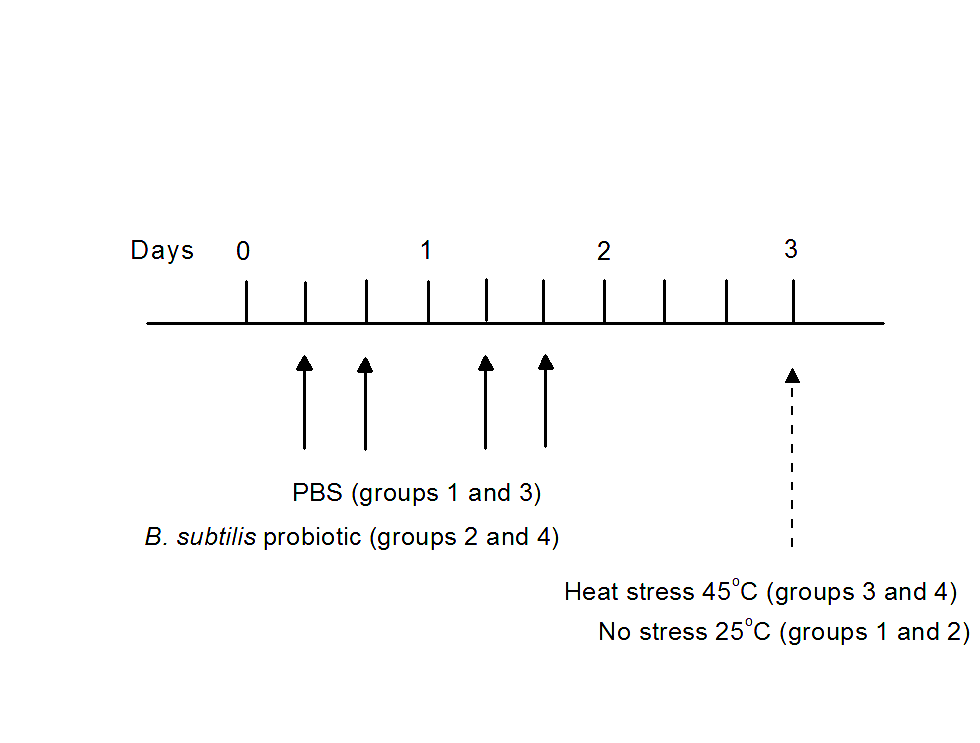 Days 0 1 2 3
PBS (groups 1 and 3)
B. subtilis probiotic (groups 2 and 4)
Heat stress 45°C (groups 3 and 4)
No stress 25°C (groups 1 and 2)